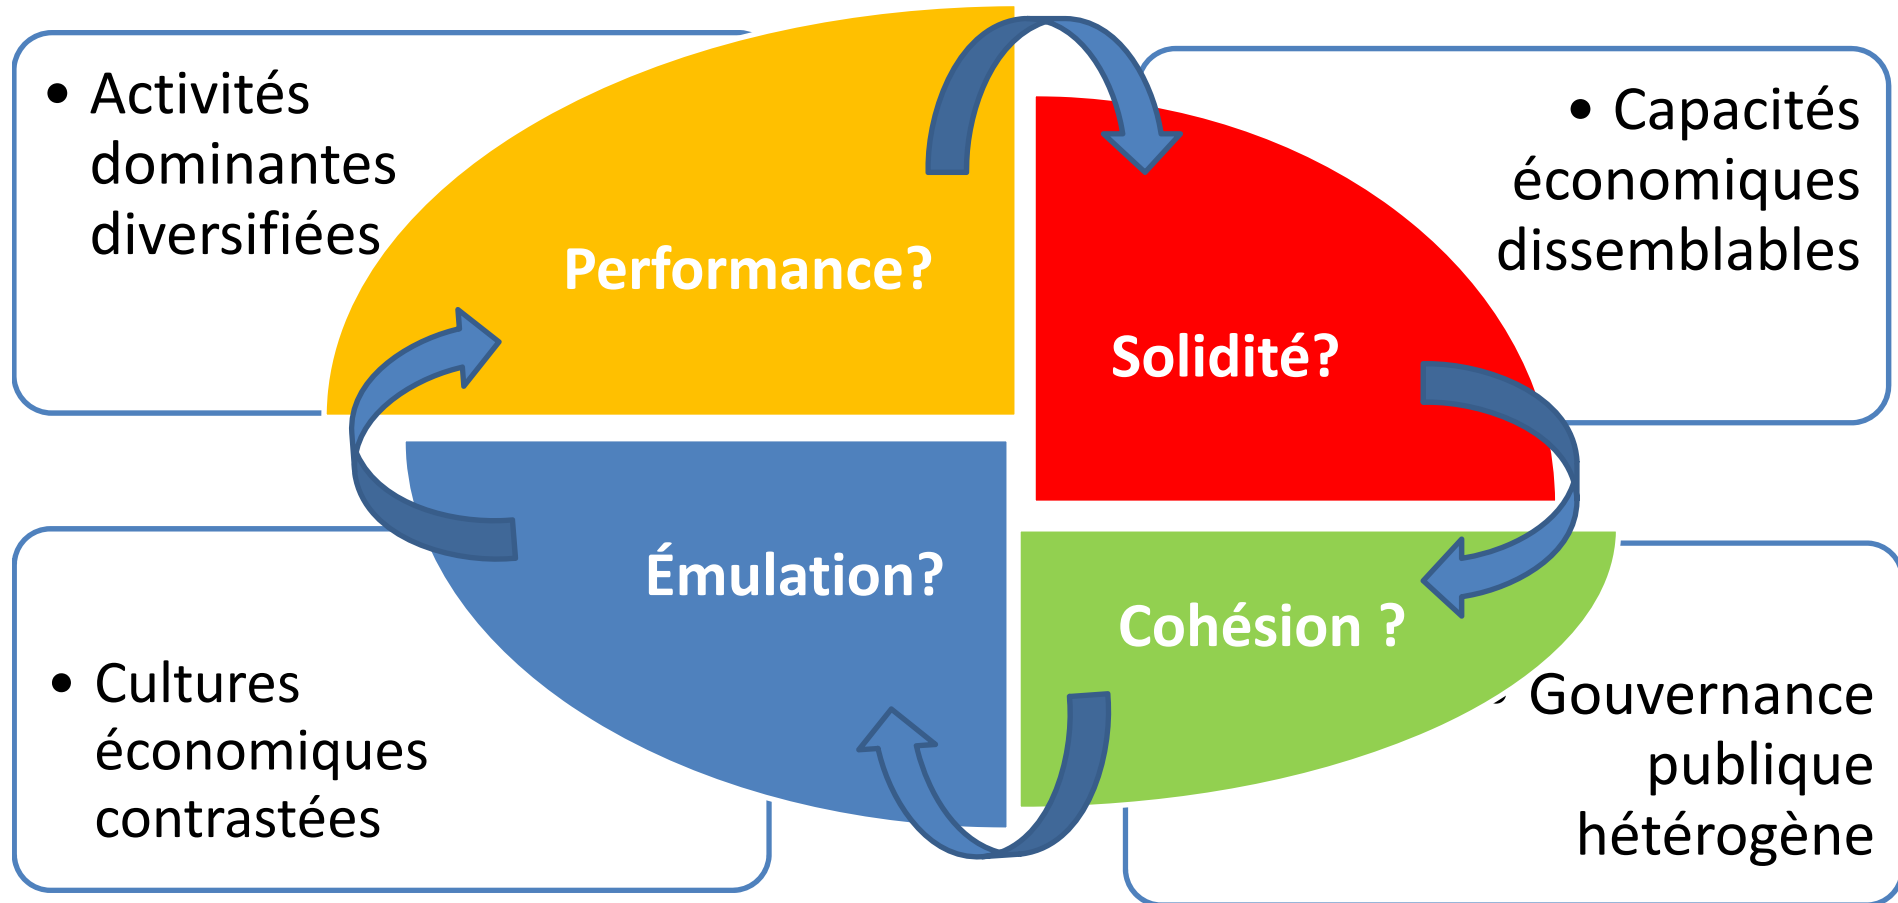 • Activités
dominantes
diversifiées
Performance?
• Capacités
économiques
dissemblables
Solidité?
Émulation?
• Cultures
économiques
contrastées
Cohésion ?
• Gouvernance
publique
hétérogène